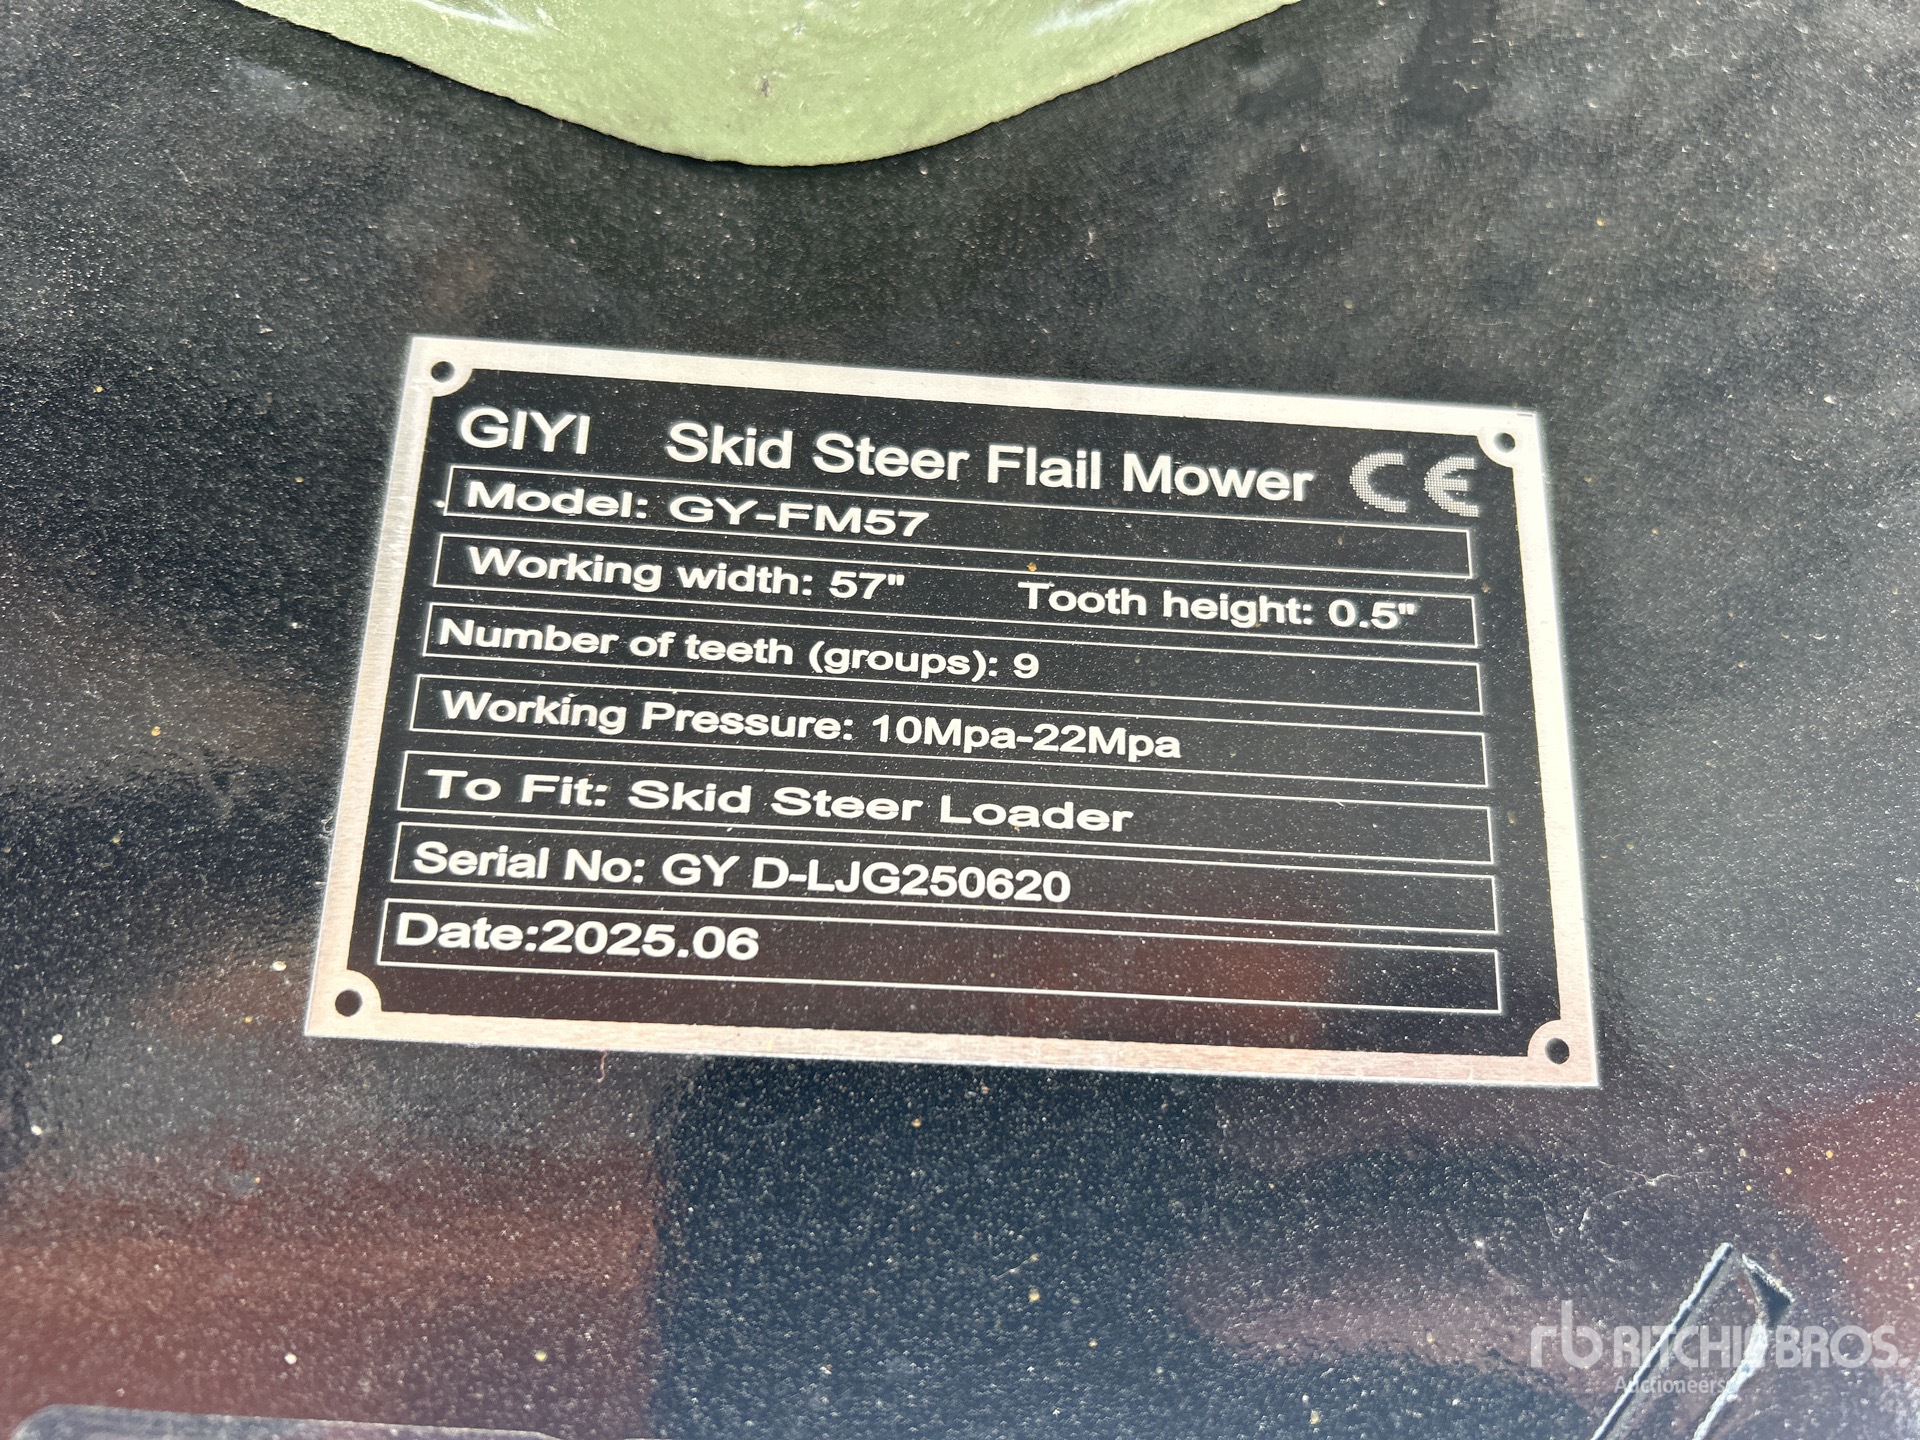 GIYI Skid Steer Flail Mower CE
Model: GY-FM57
Working width: 57" Tooth height: 0.5"
Number of teeth (groups): 9
Working Pressure: 10Mpa-22Mpa
To Fit: Skid Steer Loader
Serial No: GY D-LJG250620
Date:2025.06
rb RITCHIE BROS.
Auctioneers